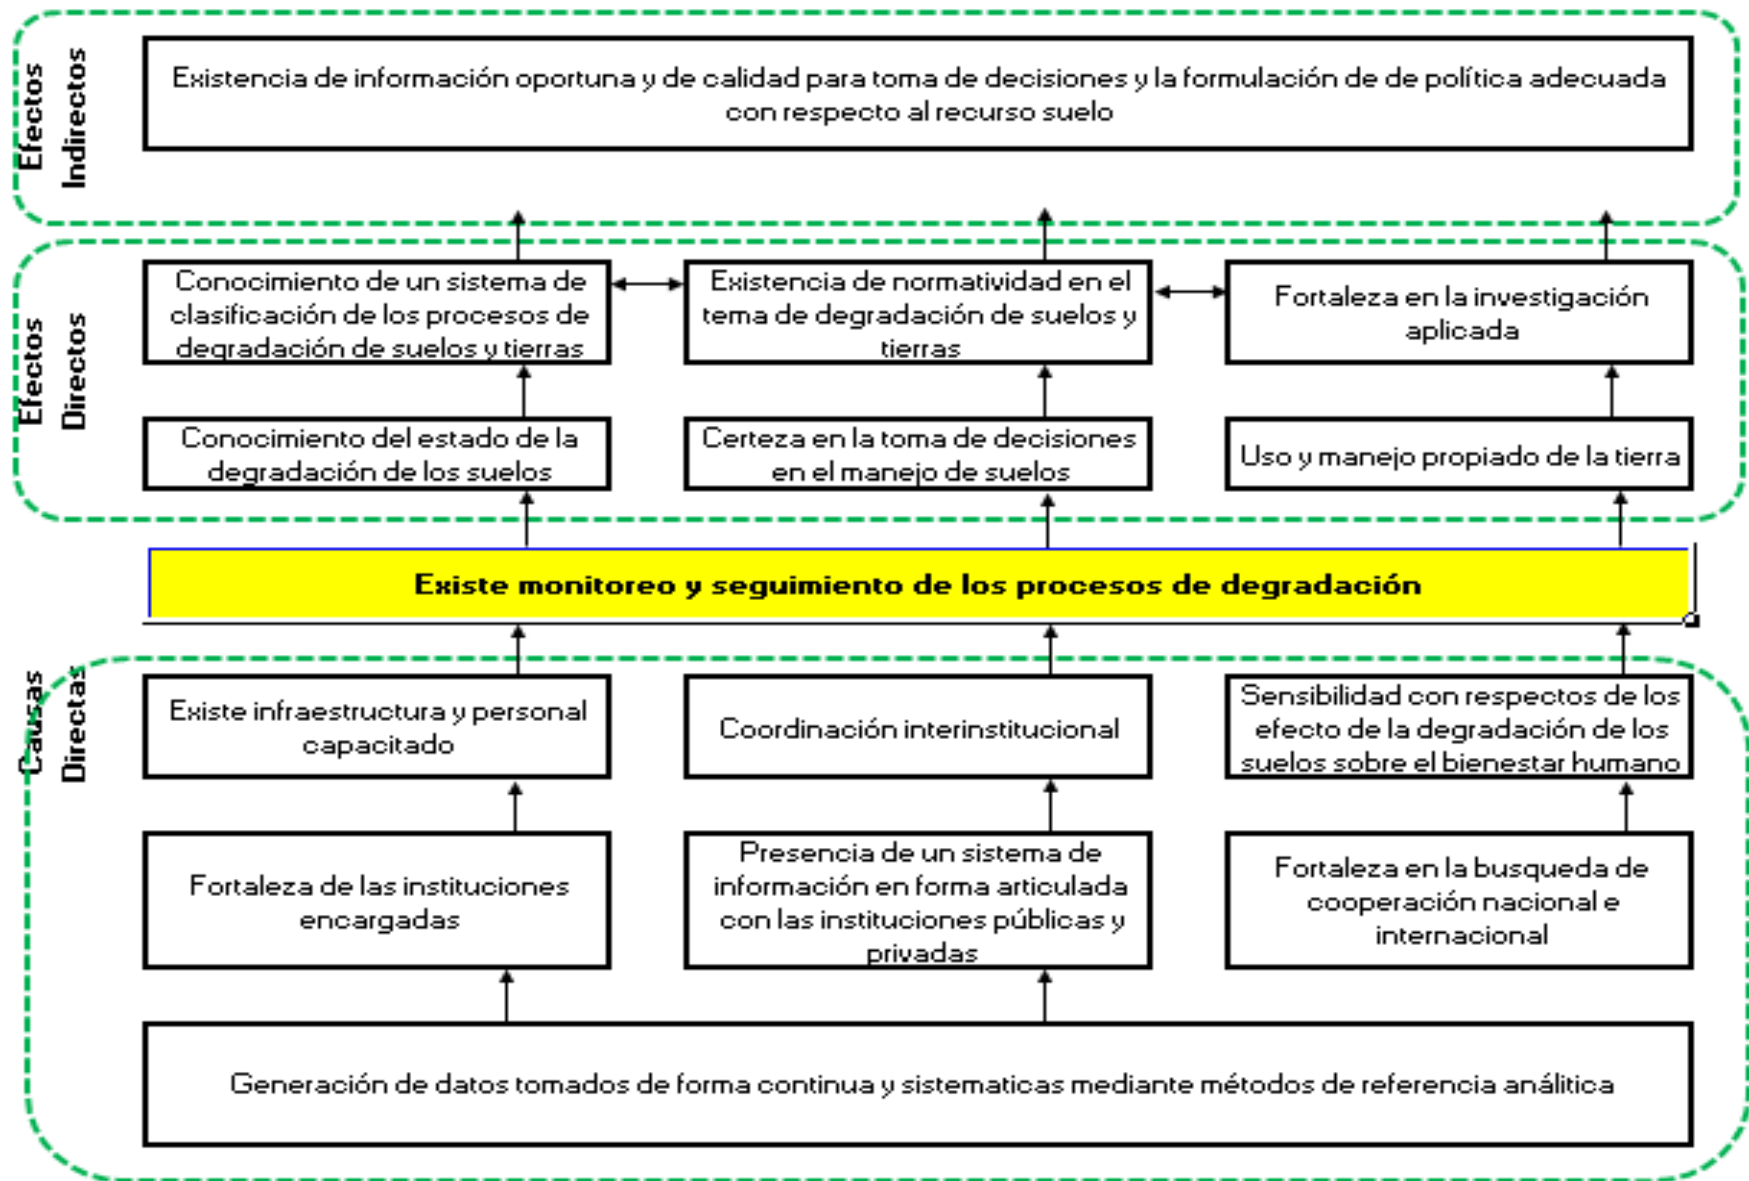 Efectos
Indirectos
Existencia de información oportuna y de calidad para toma de decisiones y la formulación de de política adecuada
con respecto al recurso suelo
Efectos
Directos
Conocimiento de un sistema de
clasificación de los procesos de
degradación de suelos y tierras
Existencia de normatividad en el
tema de degradación de suelos y
tierras
Fortaleza en la investigación
aplicada
Conocimiento del estado de la
degradación de los suelos
Certeza en la toma de decisiones
en el manejo de suelos
Uso y manejo propiado de la tierra
Existe monitoreo y seguimiento de los procesos de degradación
Causas
Directas
Existe infraestructura y personal
capacitado
Coordinación interinstitucional
Sensibilidad con respectos de los
efecto de la degradación de los
suelos sobre el bienestar humano
Fortaleza de las instituciones
encargadas
Presencia de un sistema de
información en forma articulada
con las instituciones públicas y
privadas
Fortaleza en la busqueda de
cooperación nacional e
internacional
Generación de datos tomados de forma continua y sistematicas mediante métodos de referencia análitica